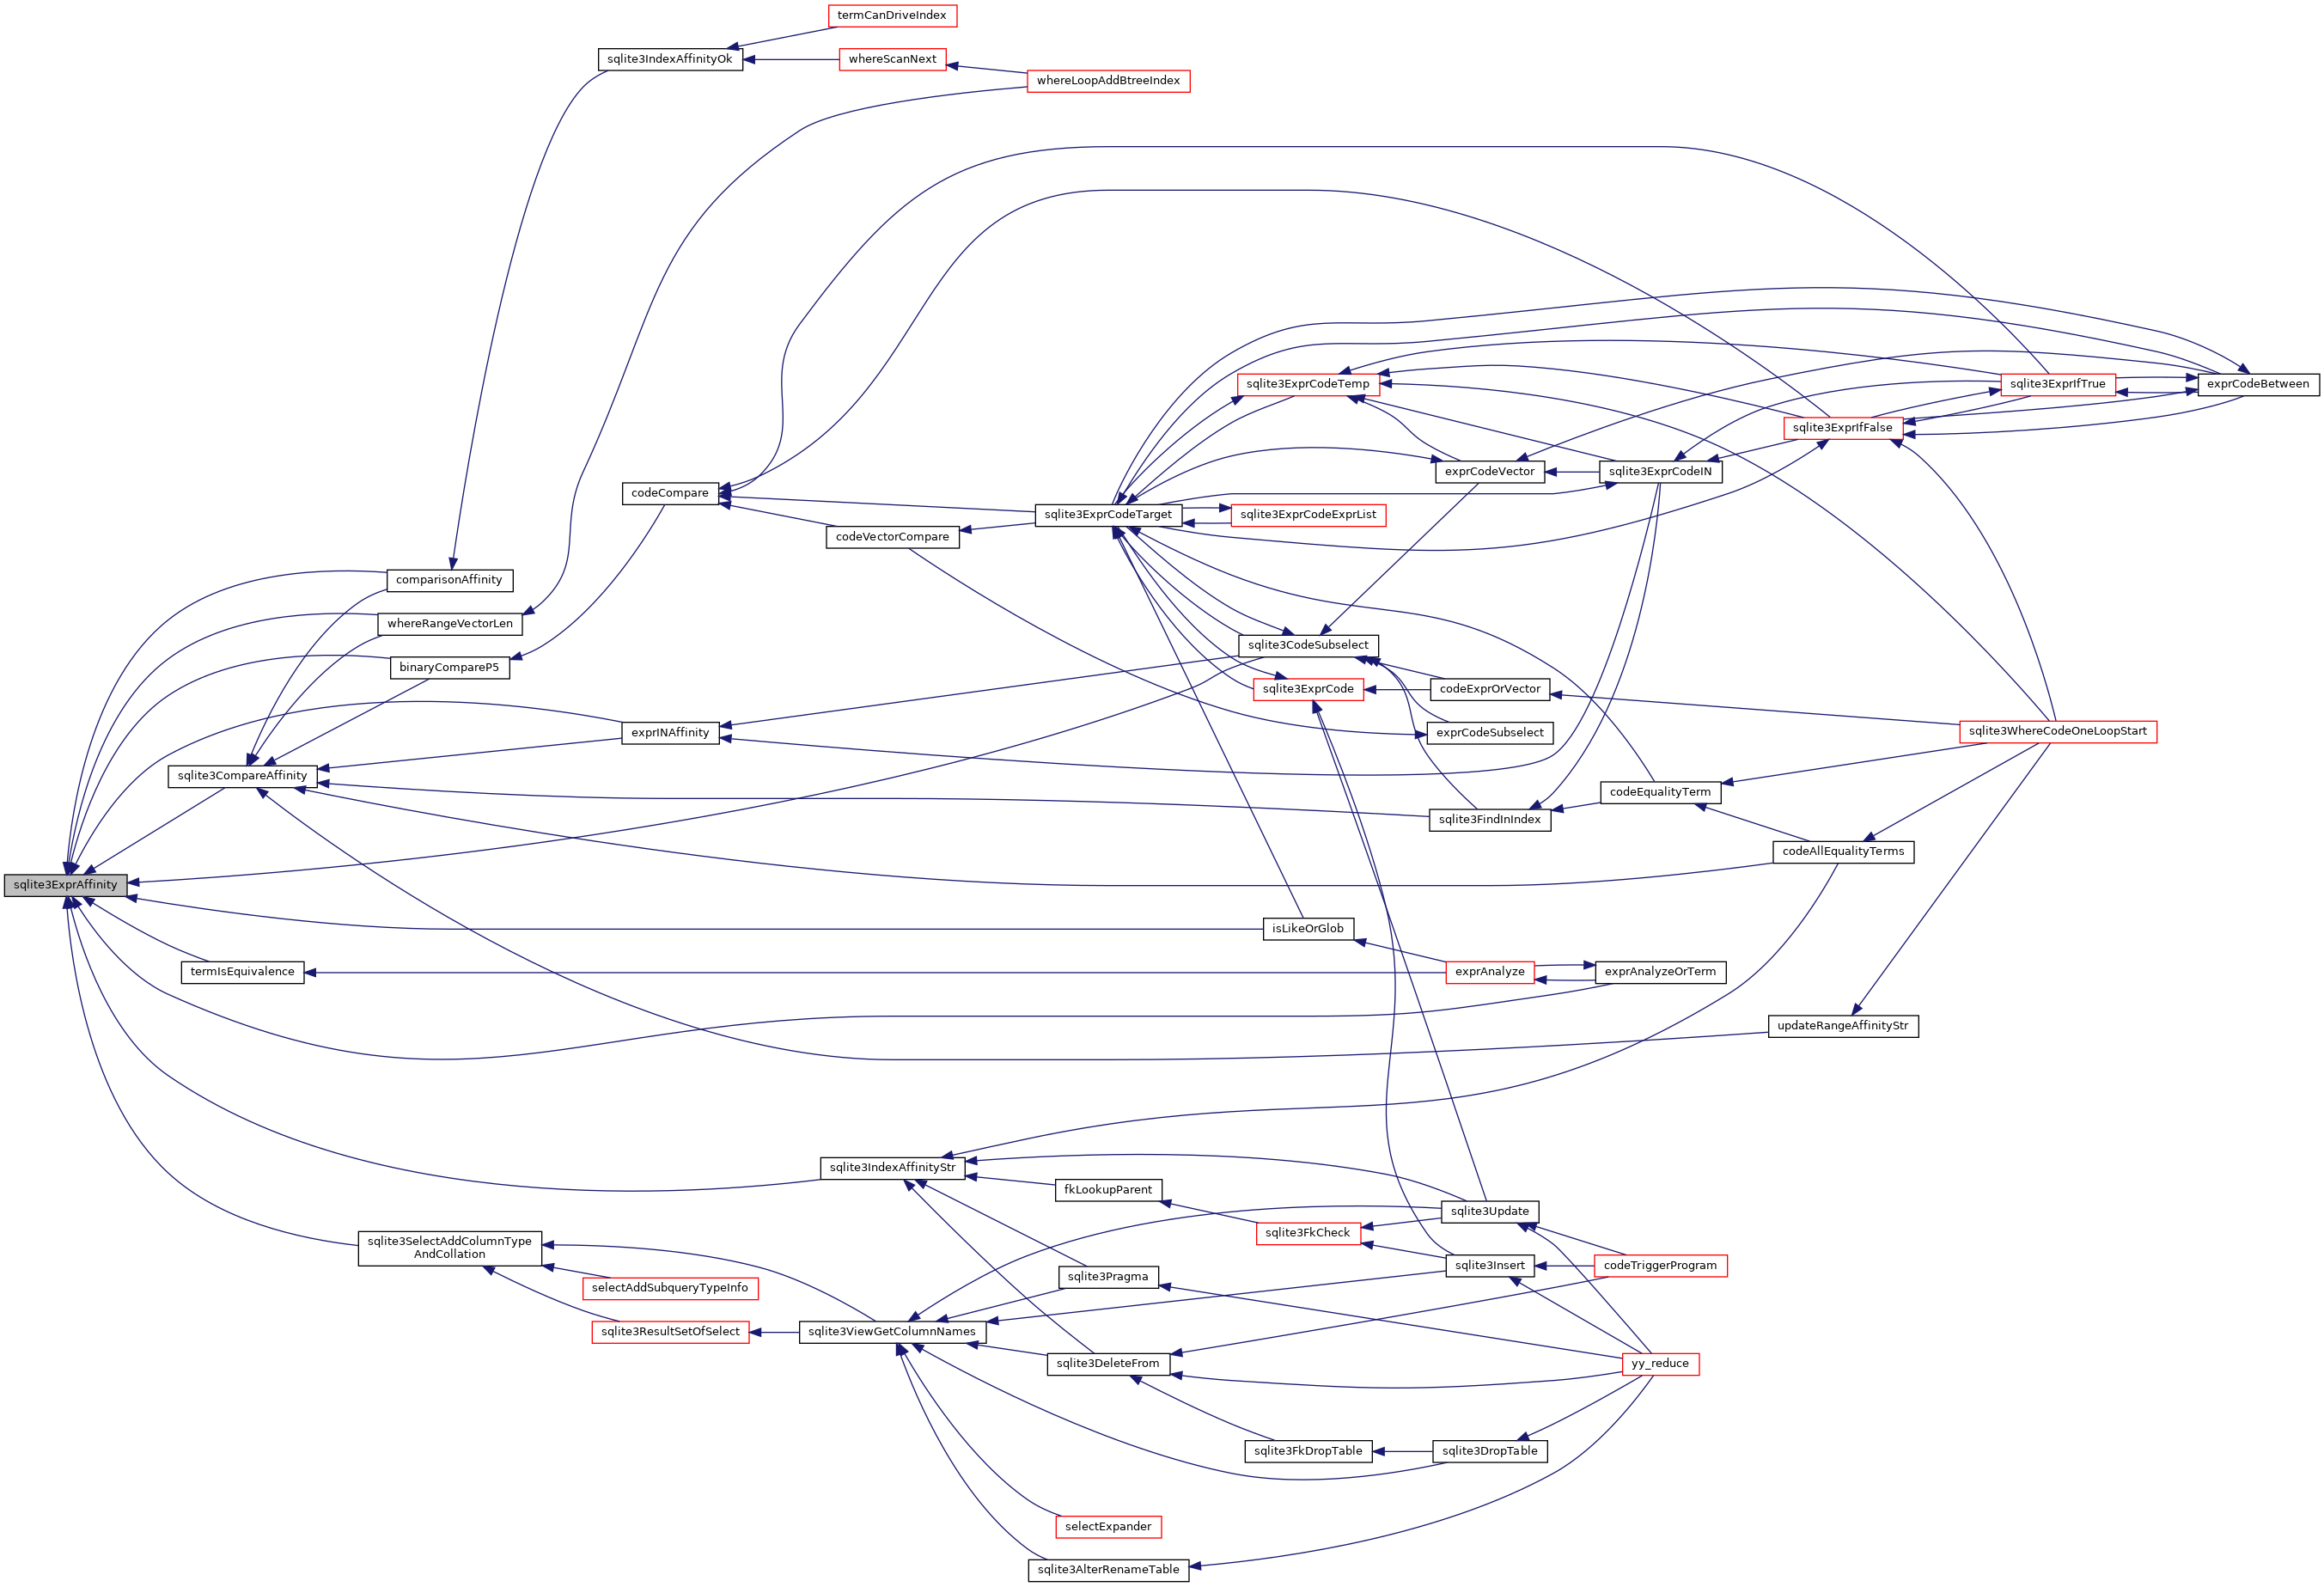 termCanDriveIndex
sqlite3IndexAffinityOk
whereScanNext
whereLoopAddBtreeIndex
sqlite3ExprCodeTemp
sqlite3ExprIfTrue
exprCodeBetween
sqlite3ExprIfFalse
exprCodeVector
sqlite3ExprCodeIN
codeCompare
sqlite3ExprCodeTarget
sqlite3ExprCodeExprList
codeVectorCompare
comparisonAffinity
whereRangeVectorLen
sqlite3CodeSubselect
binaryCompareP5
sqlite3ExprCode
codeExprOrVector
exprINAffinity
exprCodeSubselect
sqlite3WhereCodeOneLoopStart
sqlite3CompareAffinity
codeEqualityTerm
sqlite3FindInIndex
codeAllEqualityTerms
sqlite3ExprAffinity
isLikeOrGlob
termIsEquivalence
exprAnalyze
exprAnalyzeOrTerm
updateRangeAffinityStr
sqlite3IndexAffinityStr
fkLookupParent
sqlite3Update
sqlite3FkCheck
sqlite3SelectAddColumnType
AndCollation
sqlite3Insert
codeTriggerProgram
sqlite3Pragma
selectAddSubqueryTypeInfo
sqlite3ResultSetOfSelect
sqlite3ViewGetColumnNames
sqlite3DeleteFrom
yy_reduce
sqlite3FkDropTable
sqlite3DropTable
selectExpander
sqlite3AlterRenameTable